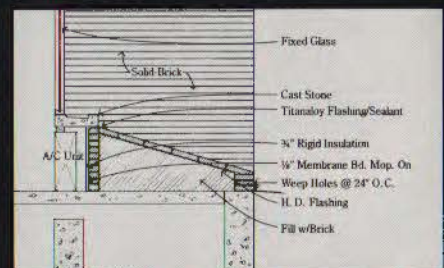 Fixed Glass
Solid Brick
Cast Stone
Titanaloy Flashing/Sealant
A/C Unit
¾" Rigid Insulation
⅛" Membrane Bd. Mop. On
Weep Holes @ 24" O. C.
H. D. Flashing
Fill w/Brick